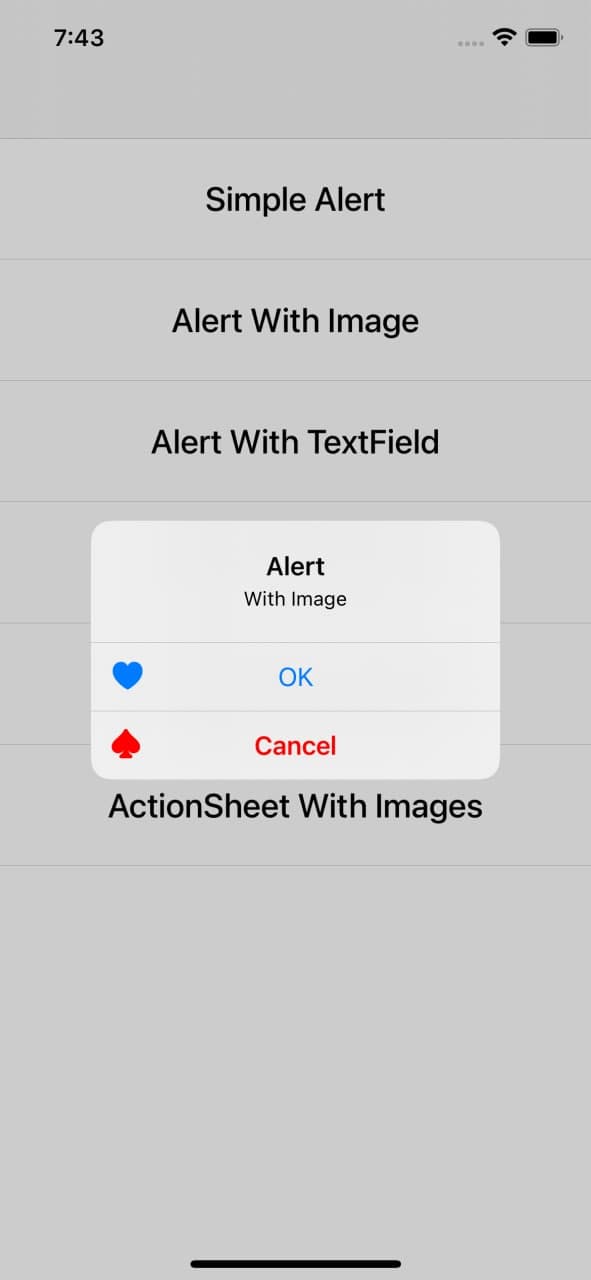 7:43
Simple Alert
Alert With Image
Alert With TextField
Alert
With Image
OK
Cancel
ActionSheet With Images